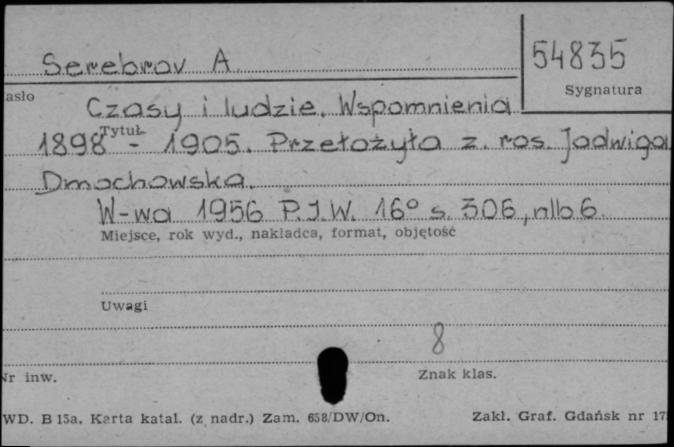 Serebrov A.
54835
Sygnatura
asło
Czasy i ludzie. Wspomnienia
Tytuł
1898 - 1905. Przełożyła z ros. Jadwiga
Dmochowska.
W-wa 1956 P.I.W. 16° s. 306, nlb 6.
Miejsce, rok wyd., nakładca, format, objętość
Uwagi
8
Nr inw.
Znak klas.
WD. B 15a. Karta katal. (z nadr.) Zam. 658/DW/On.
Zakł. Graf. Gdańsk nr 17